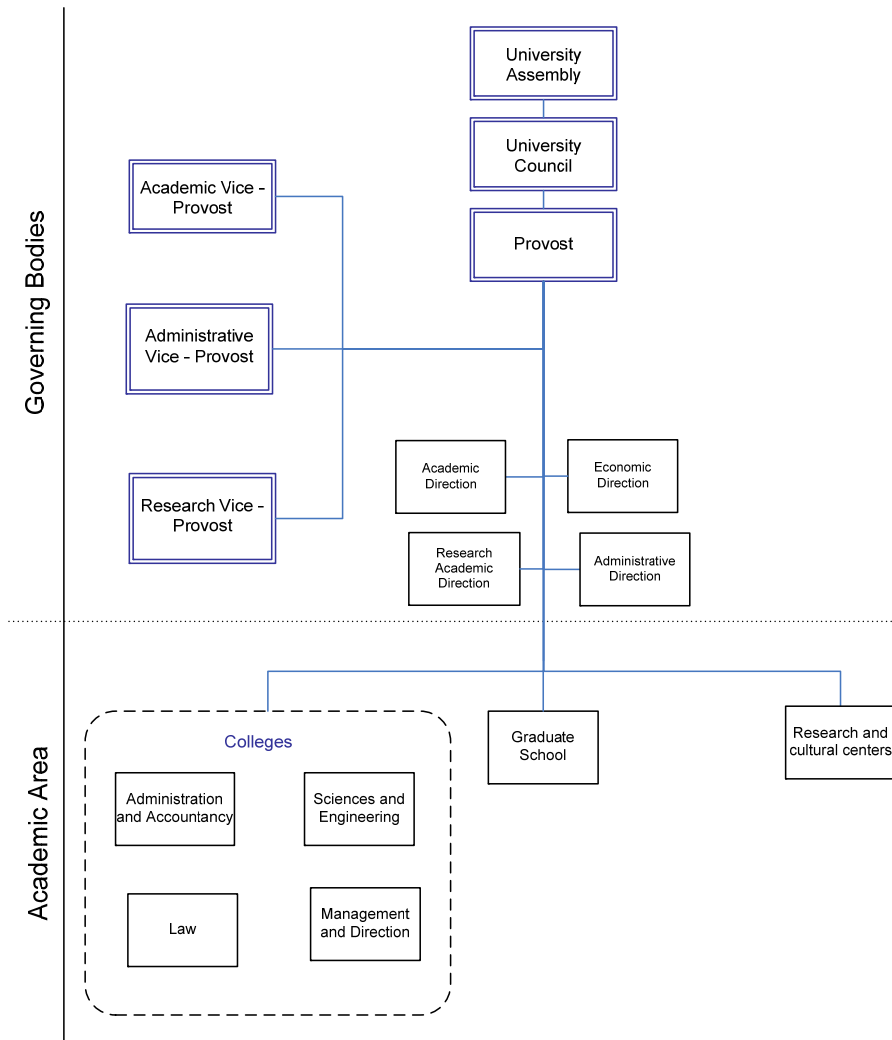 University
Assembly
University
Council
Provost
Academic Vice -
Provost
Administrative
Vice - Provost
Research Vice -
Provost
Governing Bodies
Academic
Direction
Economic
Direction
Research
Academic
Direction
Administrative
Direction
Academic Area
Colleges
Administration
and Accountancy
Sciences and
Engineering
Law
Management
and Direction
Graduate
School
Research and
cultural centers